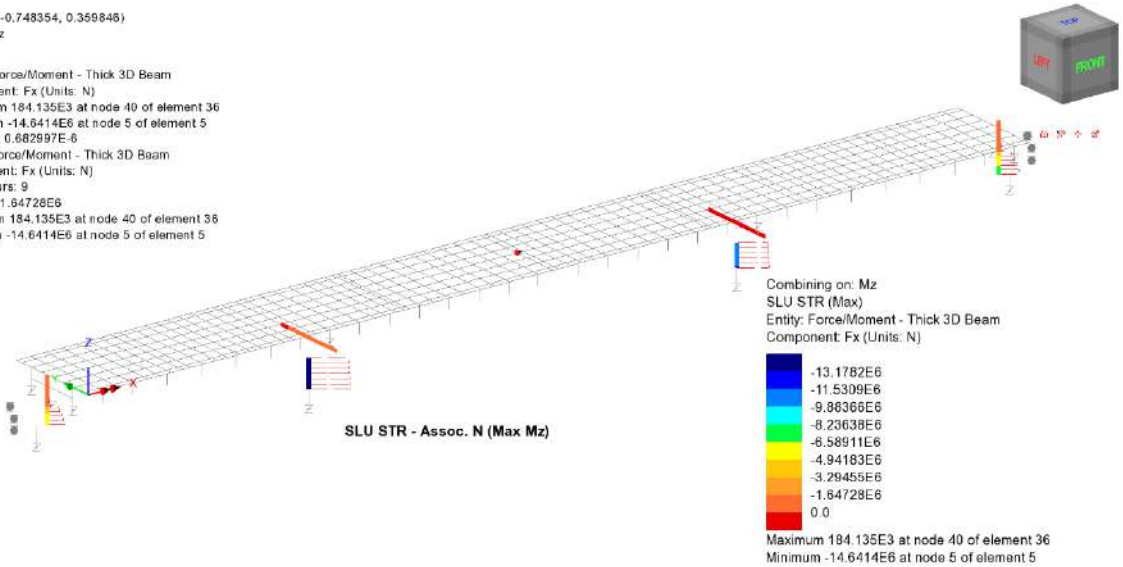 -0.748354, 0.359846)
z
orce/Moment - Thick 3D Beam
ent: Fx (Units: N)
m 184.135E3 at node 40 of element 36
n -14.6414E6 at node 5 of element 5
: 0.682997E-6
orce/Moment - Thick 3D Beam
ent: Fx (Units: N)
urs: 9
1.64728E6
m 184.135E3 at node 40 of element 36
n -14.6414E6 at node 5 of element 5
TOP
LEFT
FRONT
Z
Z
Z
Z
Y
X
Z
Z
Z
Z
SLU STR - Assoc. N (Max Mz)
Combining on: Mz
SLU STR (Max)
Entity: Force/Moment - Thick 3D Beam
Component: Fx (Units: N)
-13.1782E6
-11.5309E6
-9.88366E6
-8.23638E6
-6.58911E6
-4.94183E6
-3.29455E6
-1.64728E6
0.0
Maximum 184.135E3 at node 40 of element 36
Minimum -14.6414E6 at node 5 of element 5